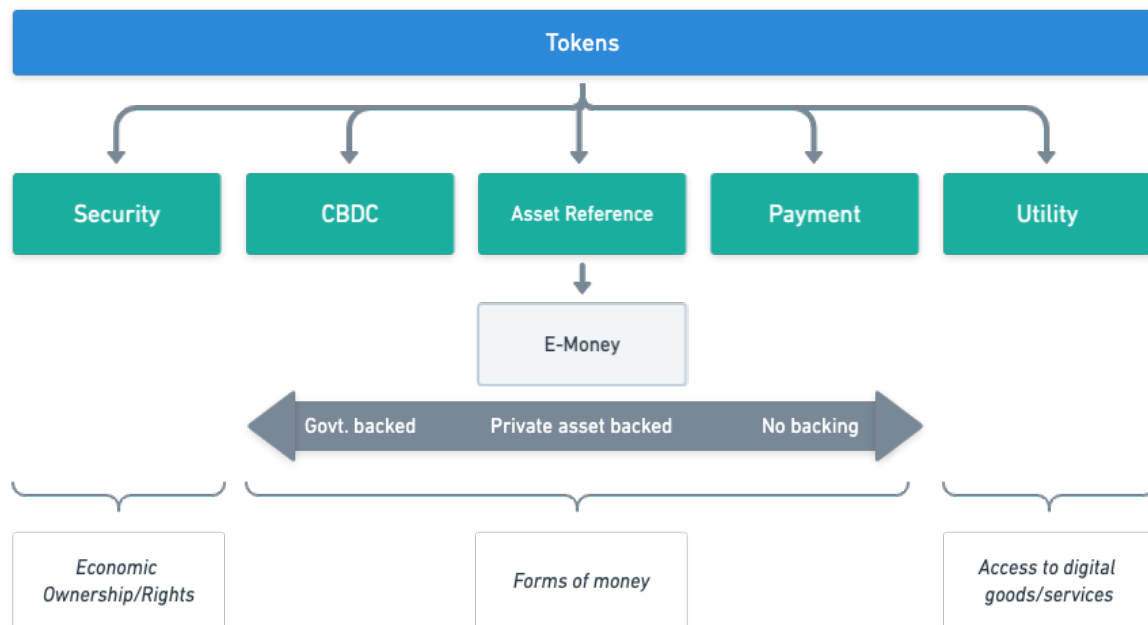 Tokens
Security
CBDC
Asset Reference
Payment
Utility
E-Money
Govt. backed
Private asset backed
No backing
Economic
Ownership/Rights
Forms of money
Access to digital
goods/services